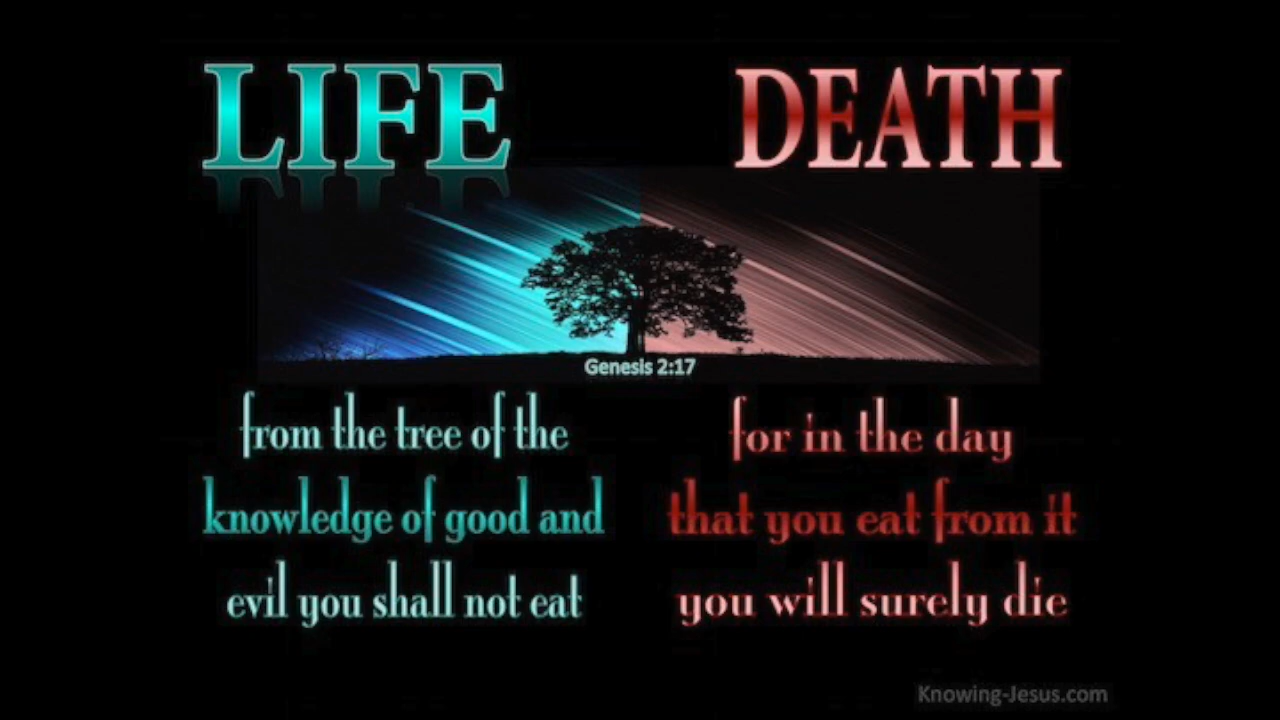 LIFE
DEATH
Genesis 2:17
from the tree of the
knowledge of good and
evil you shall not eat
for in the day
that you eat from it
you will surely die
Knowing-Jesus.com